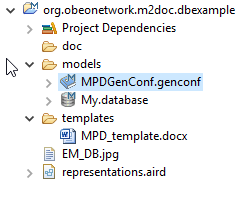 org.obeonetwork.m2doc.dbexample
Project Dependencies
doc
models
MPDGenConf.genconf
My.database
templates
MPD_template.docx
EM_DB.jpg
representations.aird